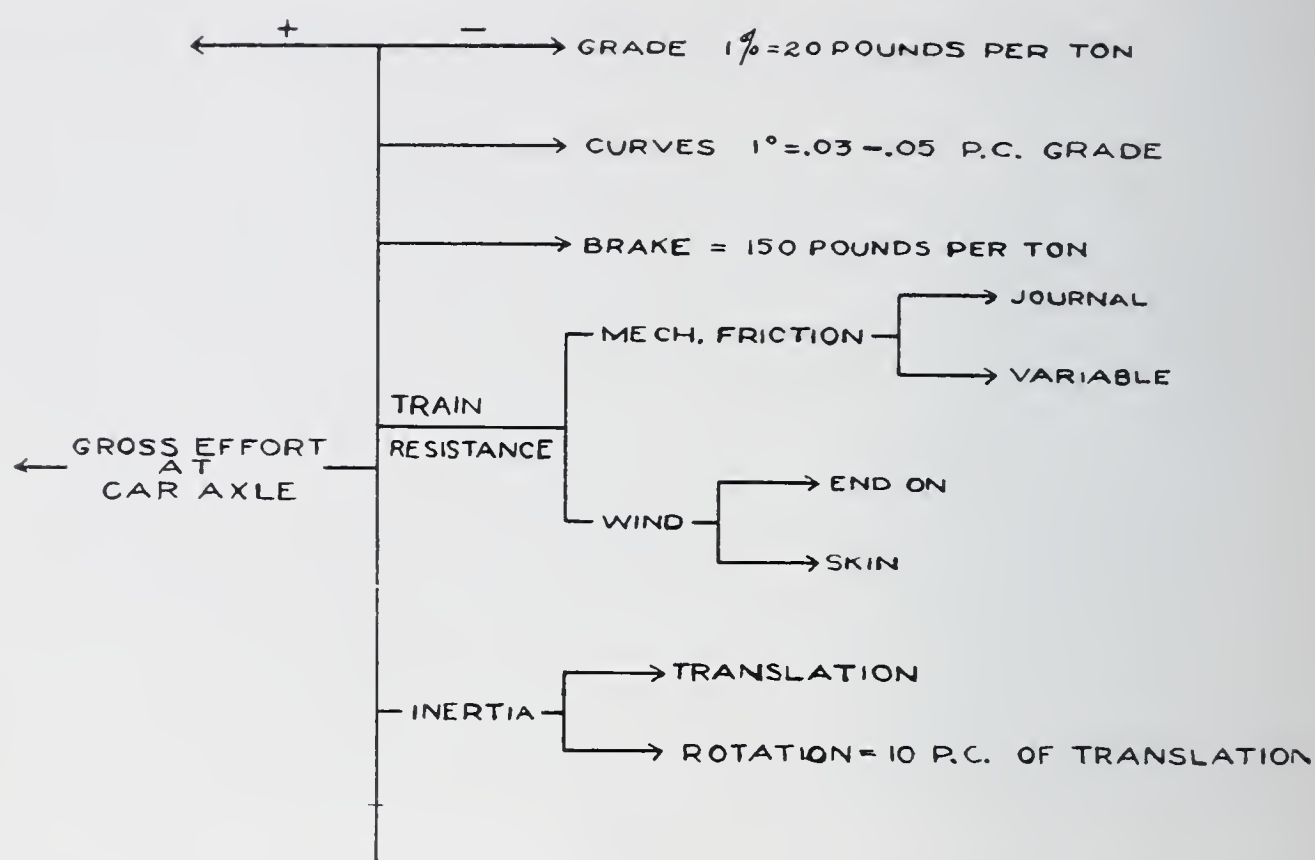 + −
GRADE 1% = 20 POUNDS PER TON
CURVES 1° = .03 – .05 P.C. GRADE
BRAKE = 150 POUNDS PER TON
JOURNAL
MECH. FRICTION
VARIABLE
TRAIN
RESISTANCE
GROSS EFFORT
AT
CAR AXLE
END ON
WIND
SKIN
TRANSLATION
INERTIA
ROTATION = 10 P.C. OF TRANSLATION